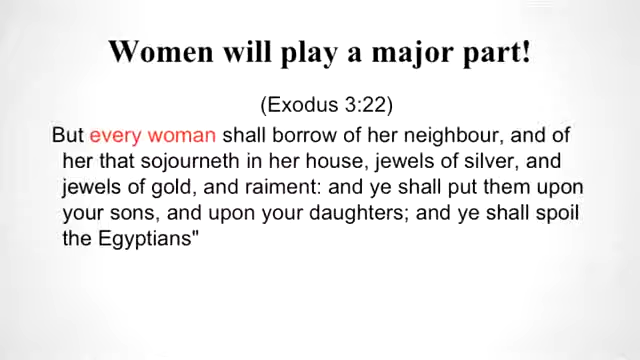 Women will play a major part!
(Exodus 3:22)
But every woman shall borrow of her neighbour, and of
her that sojourneth in her house, jewels of silver, and
jewels of gold, and raiment: and ye shall put them upon
your sons, and upon your daughters; and ye shall spoil
the Egyptians"